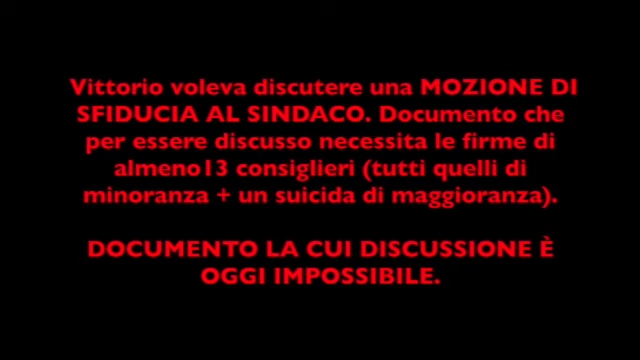 Vittorio voleva discutere una MOZIONE DI
SFIDUCIA AL SINDACO. Documento che
per essere discusso necessita le firme di
almeno13 consiglieri (tutti quelli di
minoranza + un suicida di maggioranza).
DOCUMENTO LA CUI DISCUSSIONE È
OGGI IMPOSSIBILE.